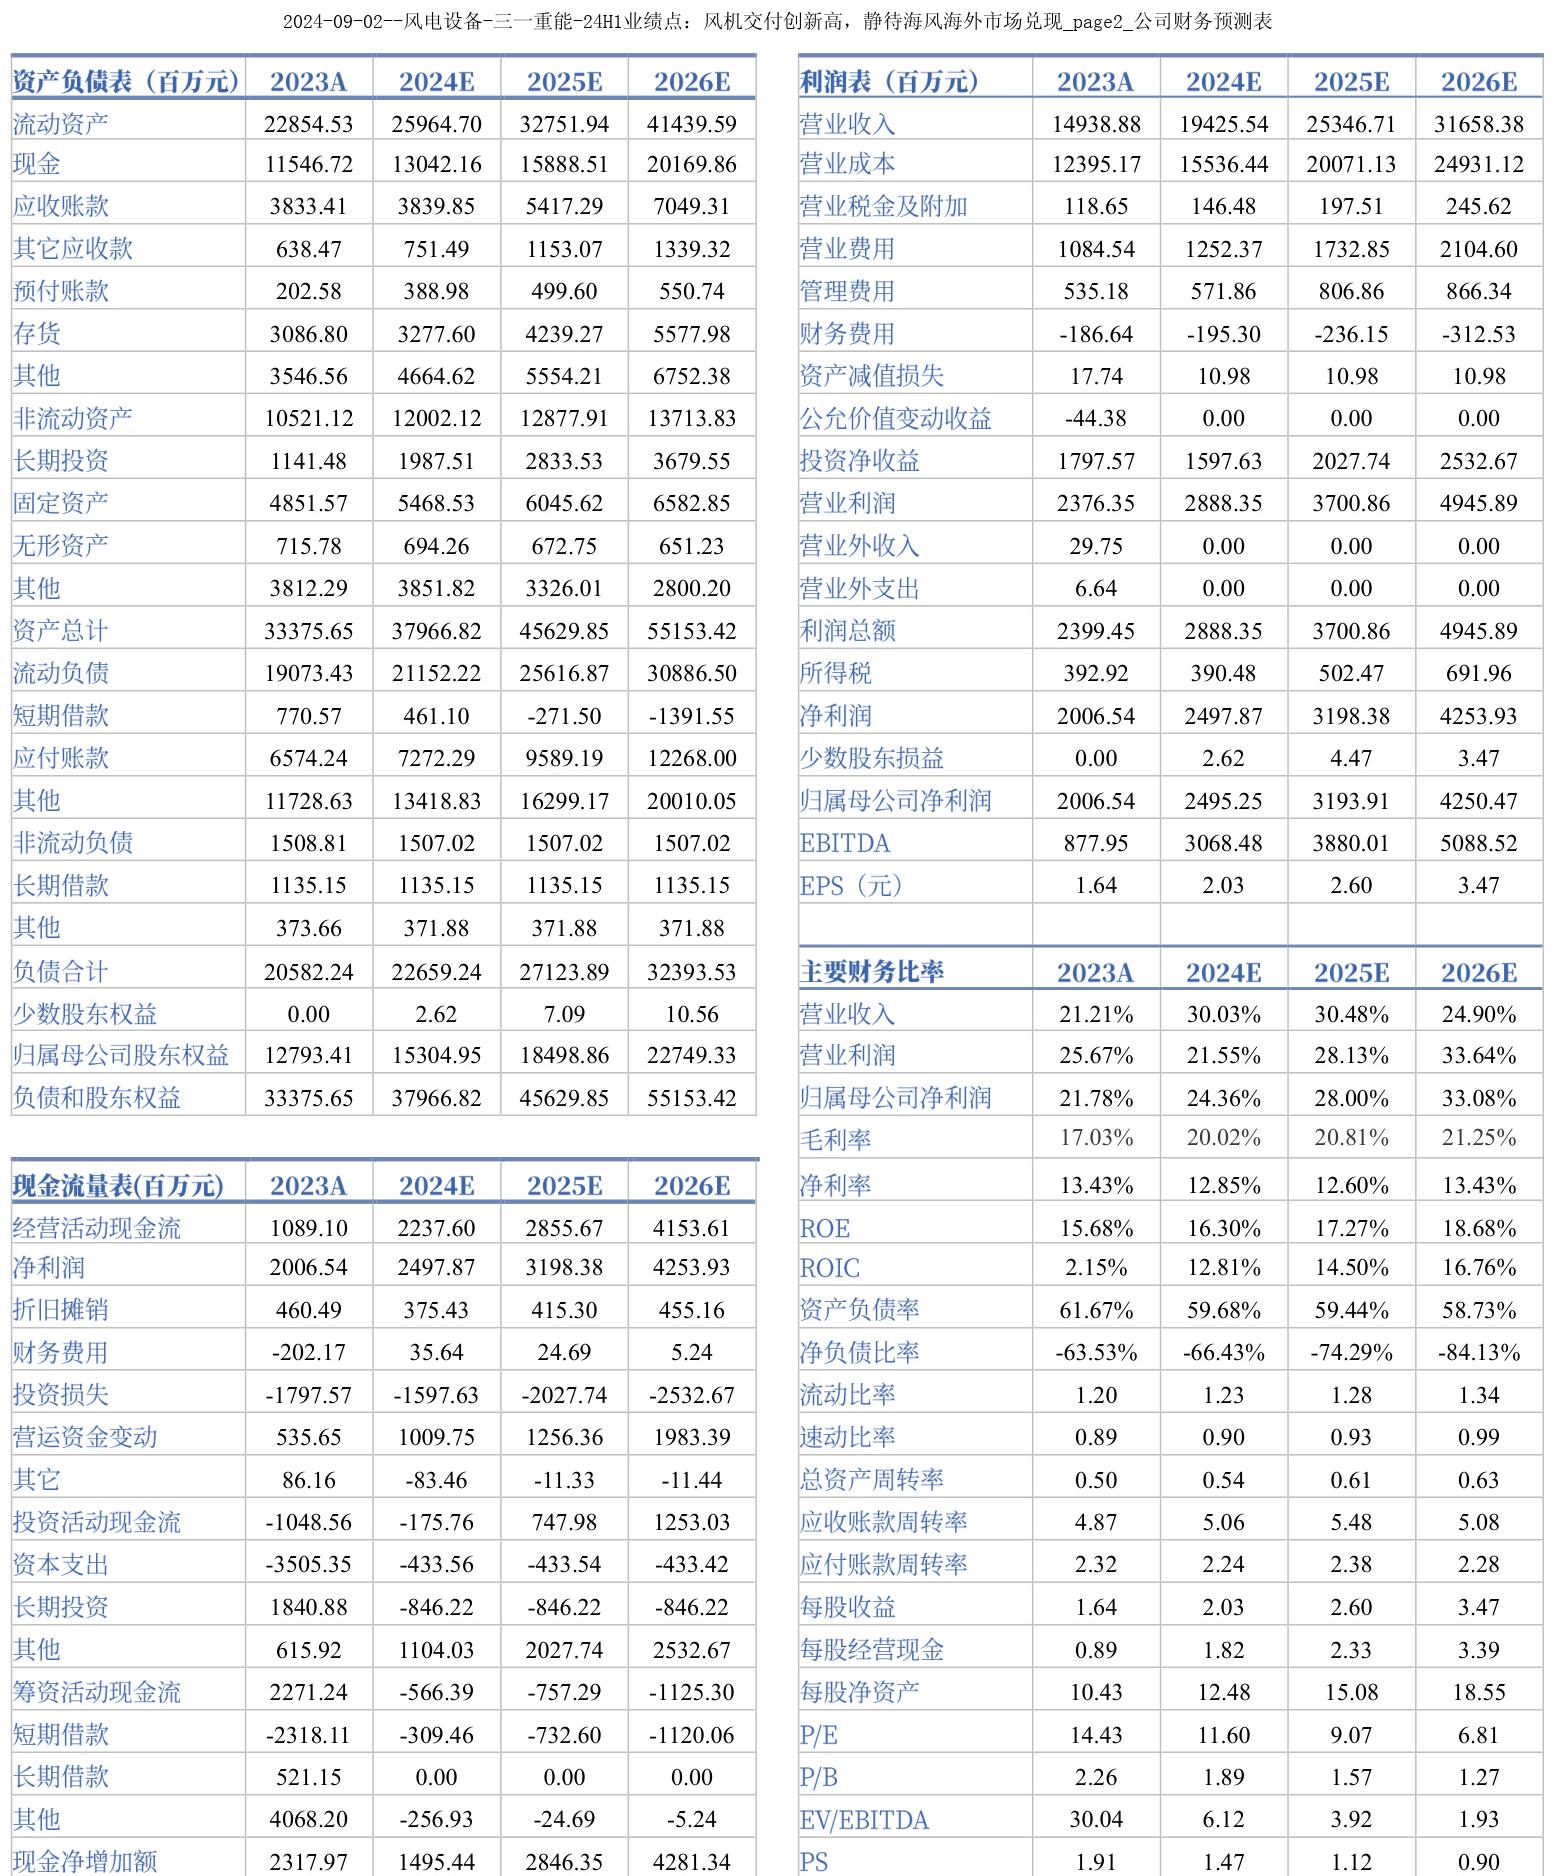 2024-09-02--风电设备-三一重能-24H1业绩点：风机交付创新高，静待海风海外市场兑现_page2_公司财务预测表
资产负债表（百万元） 2023A 2024E 2025E 2026E
流动资产 22854.53 25964.70 32751.94 41439.59
现金 11546.72 13042.16 15888.51 20169.86
应收账款 3833.41 3839.85 5417.29 7049.31
其它应收款 638.47 751.49 1153.07 1339.32
预付账款 202.58 388.98 499.60 550.74
存货 3086.80 3277.60 4239.27 5577.98
其他 3546.56 4664.62 5554.21 6752.38
非流动资产 10521.12 12002.12 12877.91 13713.83
长期投资 1141.48 1987.51 2833.53 3679.55
固定资产 4851.57 5468.53 6045.62 6582.85
无形资产 715.78 694.26 672.75 651.23
其他 3812.29 3851.82 3326.01 2800.20
资产总计 33375.65 37966.82 45629.85 55153.42
流动负债 19073.43 21152.22 25616.87 30886.50
短期借款 770.57 461.10 -271.50 -1391.55
应付账款 6574.24 7272.29 9589.19 12268.00
其他 11728.63 13418.83 16299.17 20010.05
非流动负债 1508.81 1507.02 1507.02 1507.02
长期借款 1135.15 1135.15 1135.15 1135.15
其他 373.66 371.88 371.88 371.88
负债合计 20582.24 22659.24 27123.89 32393.53
少数股东权益 0.00 2.62 7.09 10.56
归属母公司股东权益 12793.41 15304.95 18498.86 22749.33
负债和股东权益 33375.65 37966.82 45629.85 55153.42
现金流量表(百万元) 2023A 2024E 2025E 2026E
经营活动现金流 1089.10 2237.60 2855.67 4153.61
净利润 2006.54 2497.87 3198.38 4253.93
折旧摊销 460.49 375.43 415.30 455.16
财务费用 -202.17 35.64 24.69 5.24
投资损失 -1797.57 -1597.63 -2027.74 -2532.67
营运资金变动 535.65 1009.75 1256.36 1983.39
其它 86.16 -83.46 -11.33 -11.44
投资活动现金流 -1048.56 -175.76 747.98 1253.03
资本支出 -3505.35 -433.56 -433.54 -433.42
长期投资 1840.88 -846.22 -846.22 -846.22
其他 615.92 1104.03 2027.74 2532.67
筹资活动现金流 2271.24 -566.39 -757.29 -1125.30
短期借款 -2318.11 -309.46 -732.60 -1120.06
长期借款 521.15 0.00 0.00 0.00
其他 4068.20 -256.93 -24.69 -5.24
现金净增加额 2317.97 1495.44 2846.35 4281.34
利润表（百万元） 2023A 2024E 2025E 2026E
营业收入 14938.88 19425.54 25346.71 31658.38
营业成本 12395.17 15536.44 20071.13 24931.12
营业税金及附加 118.65 146.48 197.51 245.62
营业费用 1084.54 1252.37 1732.85 2104.60
管理费用 535.18 571.86 806.86 866.34
财务费用 -186.64 -195.30 -236.15 -312.53
资产减值损失 17.74 10.98 10.98 10.98
公允价值变动收益 -44.38 0.00 0.00 0.00
投资净收益 1797.57 1597.63 2027.74 2532.67
营业利润 2376.35 2888.35 3700.86 4945.89
营业外收入 29.75 0.00 0.00 0.00
营业外支出 6.64 0.00 0.00 0.00
利润总额 2399.45 2888.35 3700.86 4945.89
所得税 392.92 390.48 502.47 691.96
净利润 2006.54 2497.87 3198.38 4253.93
少数股东损益 0.00 2.62 4.47 3.47
归属母公司净利润 2006.54 2495.25 3193.91 4250.47
EBITDA 877.95 3068.48 3880.01 5088.52
EPS（元） 1.64 2.03 2.60 3.47
主要财务比率 2023A 2024E 2025E 2026E
营业收入 21.21% 30.03% 30.48% 24.90%
营业利润 25.67% 21.55% 28.13% 33.64%
归属母公司净利润 21.78% 24.36% 28.00% 33.08%
毛利率 17.03% 20.02% 20.81% 21.25%
净利率 13.43% 12.85% 12.60% 13.43%
ROE 15.68% 16.30% 17.27% 18.68%
ROIC 2.15% 12.81% 14.50% 16.76%
资产负债率 61.67% 59.68% 59.44% 58.73%
净负债比率 -63.53% -66.43% -74.29% -84.13%
流动比率 1.20 1.23 1.28 1.34
速动比率 0.89 0.90 0.93 0.99
总资产周转率 0.50 0.54 0.61 0.63
应收账款周转率 4.87 5.06 5.48 5.08
应付账款周转率 2.32 2.24 2.38 2.28
每股收益 1.64 2.03 2.60 3.47
每股经营现金 0.89 1.82 2.33 3.39
每股净资产 10.43 12.48 15.08 18.55
P/E 14.43 11.60 9.07 6.81
P/B 2.26 1.89 1.57 1.27
EV/EBITDA 30.04 6.12 3.92 1.93
PS 1.91 1.47 1.12 0.90